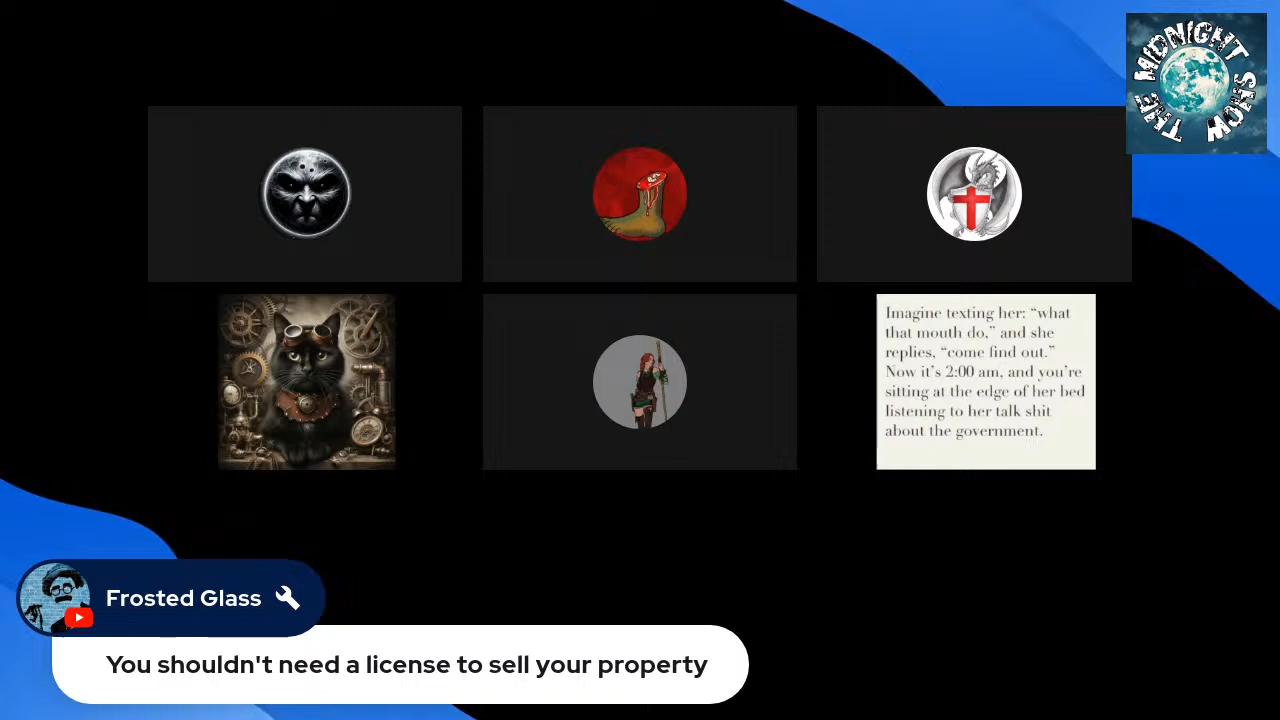 THE MIDNIGHT SHOW
Imagine texting her: “what
that mouth do,” and she
replies, “come find out.”
Now it’s 2:00 am, and you’re
sitting at the edge of her bed
listening to her talk shit
about the government.
Frosted Glass
You shouldn't need a license to sell your property